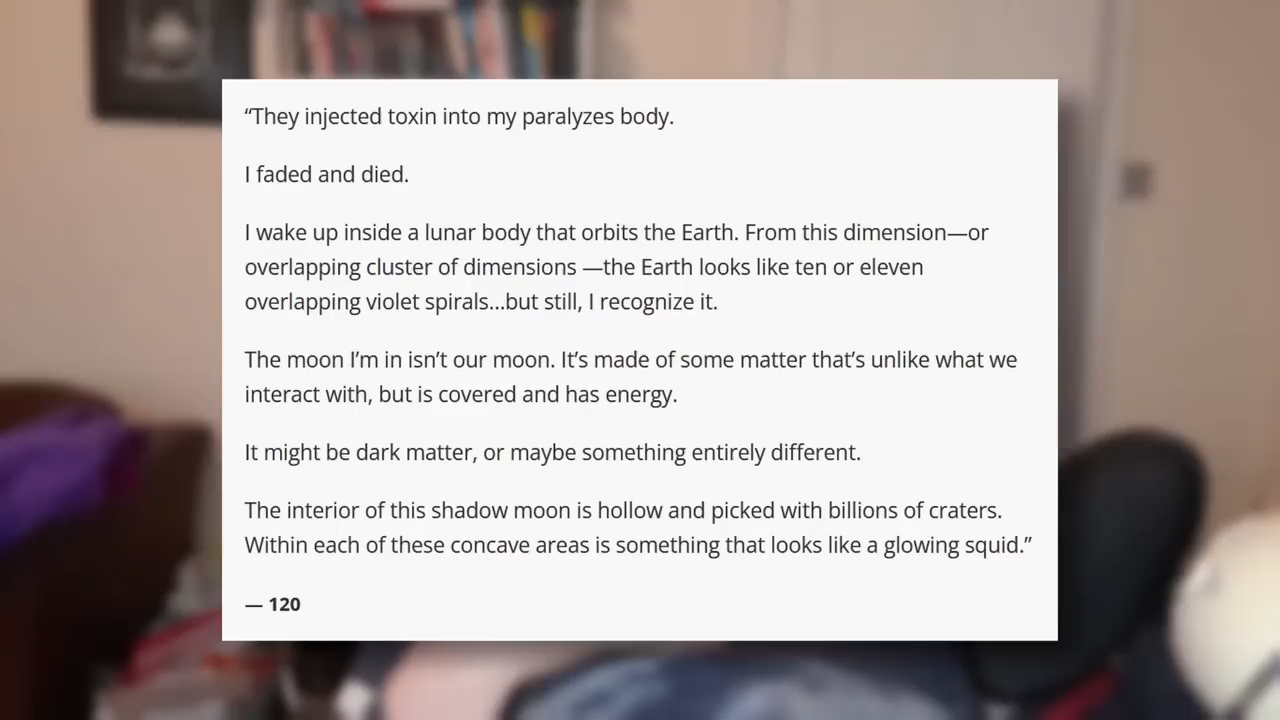 “They injected toxin into my paralyzes body.
I faded and died.
I wake up inside a lunar body that orbits the Earth. From this dimension—or
overlapping cluster of dimensions —the Earth looks like ten or eleven
overlapping violet spirals...but still, I recognize it.
The moon I’m in isn’t our moon. It’s made of some matter that’s unlike what we
interact with, but is covered and has energy.
It might be dark matter, or maybe something entirely different.
The interior of this shadow moon is hollow and picked with billions of craters.
Within each of these concave areas is something that looks like a glowing squid.”
— 120